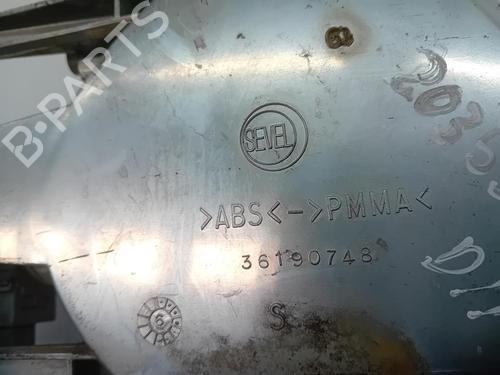 B-PARTS
SEVEL
>ABS<->PMMA<
36190748
S